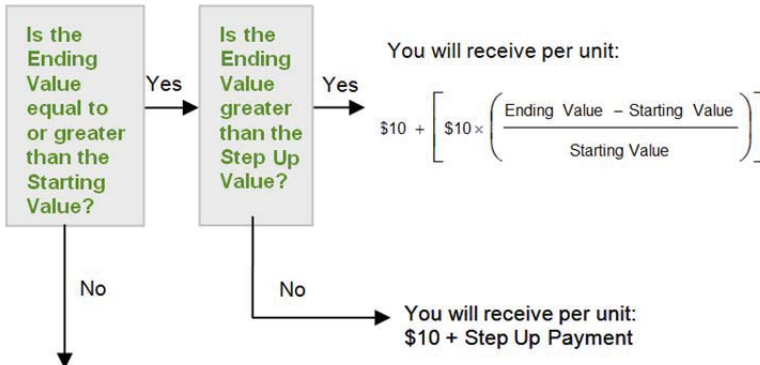 Is the
Ending
Value
equal to
or greater
than the
Starting
Value?
Yes
Is the
Ending
Value
greater
than the
Step Up
Value?
Yes
You will receive per unit:
$10 + [ $10 × ( Ending Value – Starting Value
Starting Value ) ]
No
No
You will receive per unit:
$10 + Step Up Payment